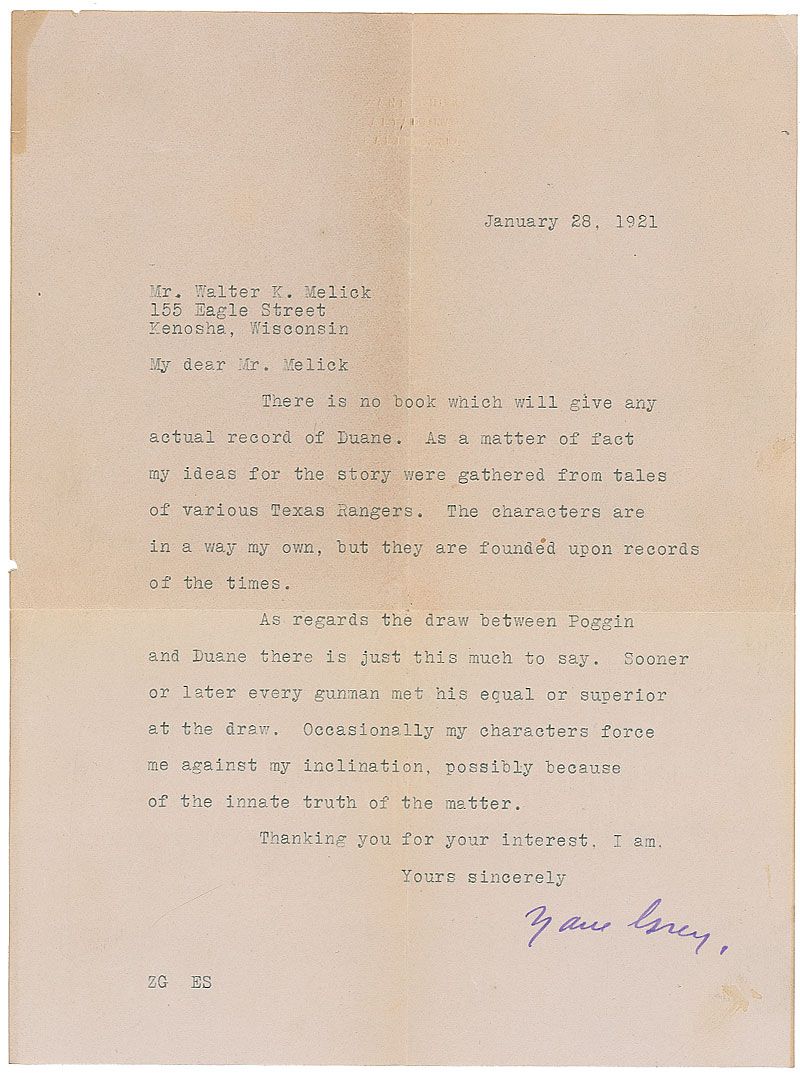 January 28, 1921
Mr. Walter K. Melick
155 Eagle Street
Kenosha, Wisconsin
My dear Mr. Melick
There is no book which will give any
actual record of Duane. As a matter of fact
my ideas for the story were gathered from tales
of various Texas Rangers. The characters are
in a way my own, but they are founded upon records
of the times.
As regards the draw between Poggin
and Duane there is just this much to say. Sooner
or later every gunman met his equal or superior
at the draw. Occasionally my characters force
me against my inclination, possibly because
of the innate truth of the matter.
Thanking you for your interest, I am,
Yours sincerely
Zane Grey.
ZG ES